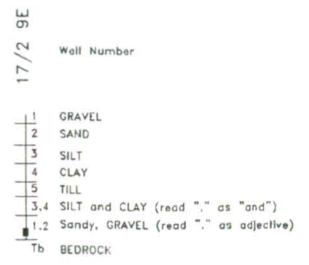 17/2 9E
Well Number
1 GRAVEL
2 SAND
3 SILT
4 CLAY
5 TILL
3.4 SILT and CLAY (read "." as "and")
1.2 Sandy, GRAVEL (read "." as adjective)
Tb BEDROCK